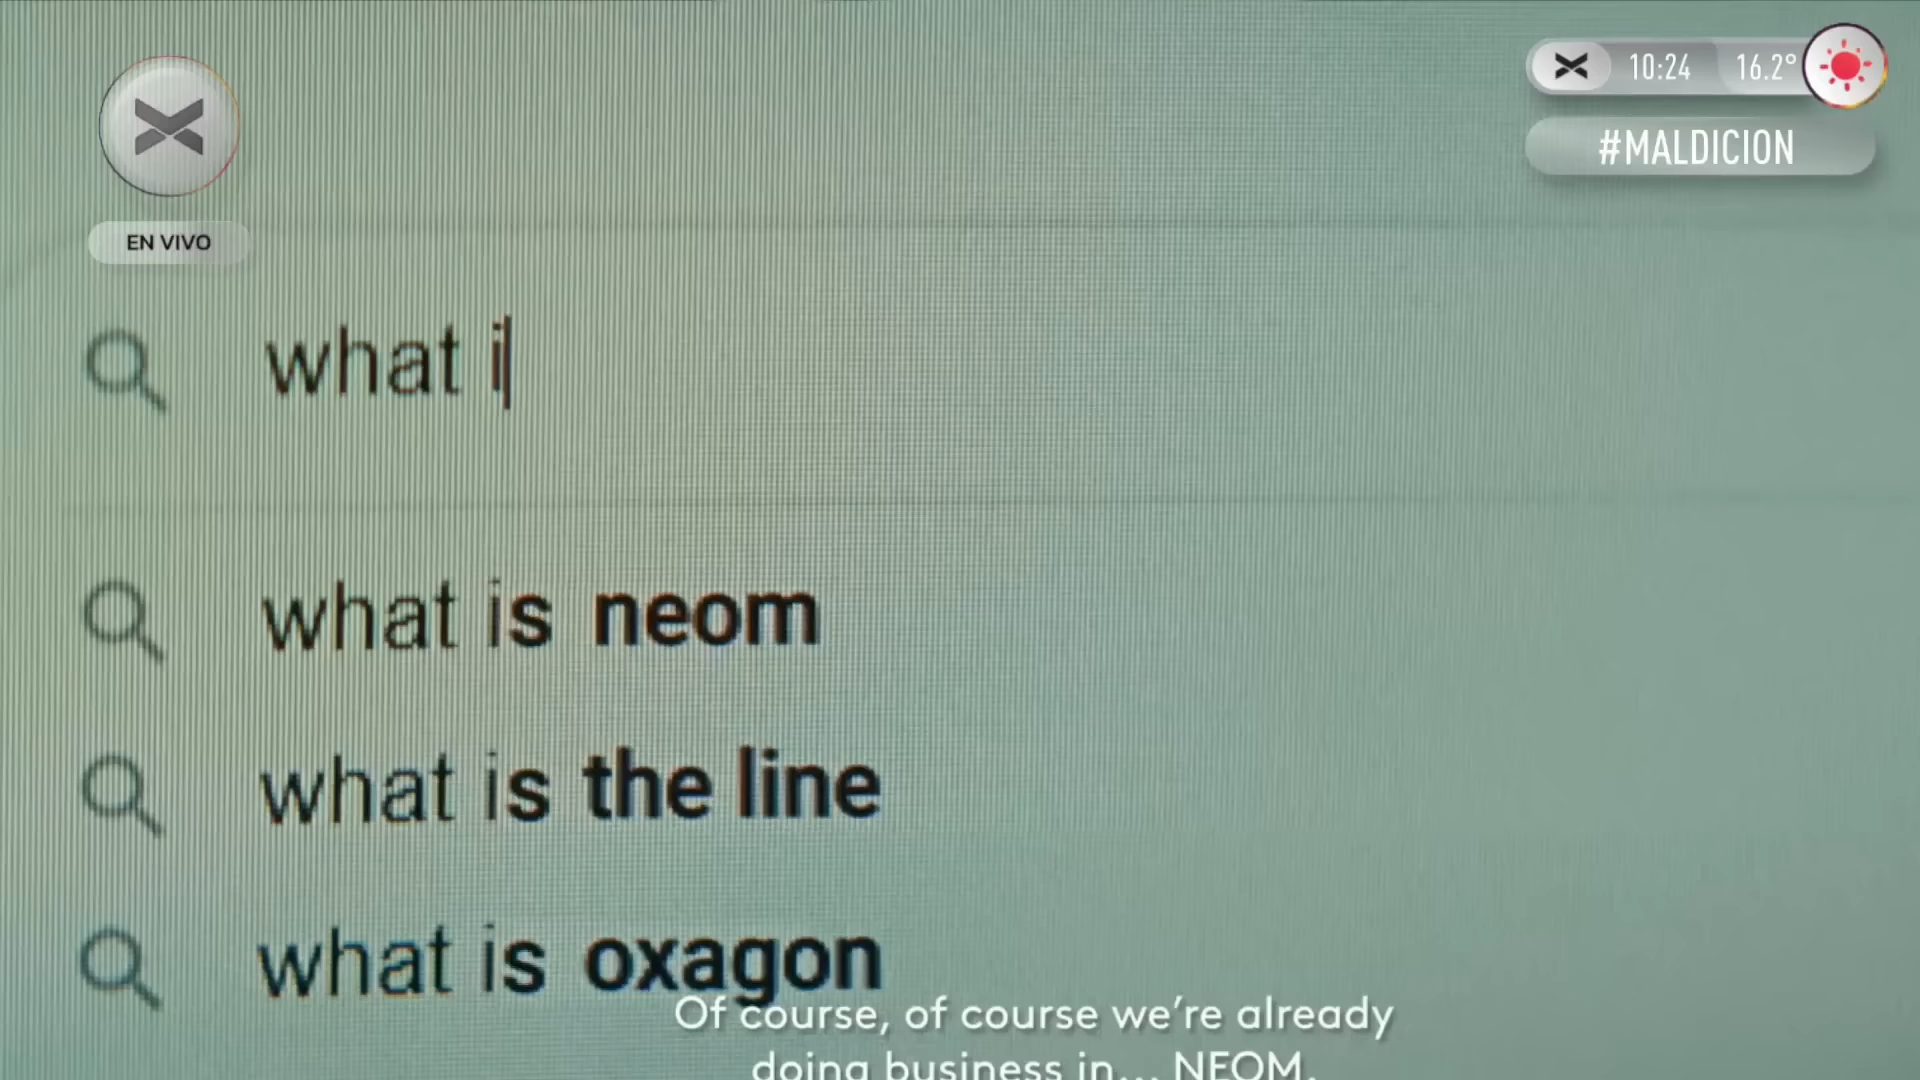 10:24 16.2°
#MALDICION
EN VIVO
what i
what is neom
what is the line
what is oxagon
Of course, of course we're already
doing business in... NEOM.